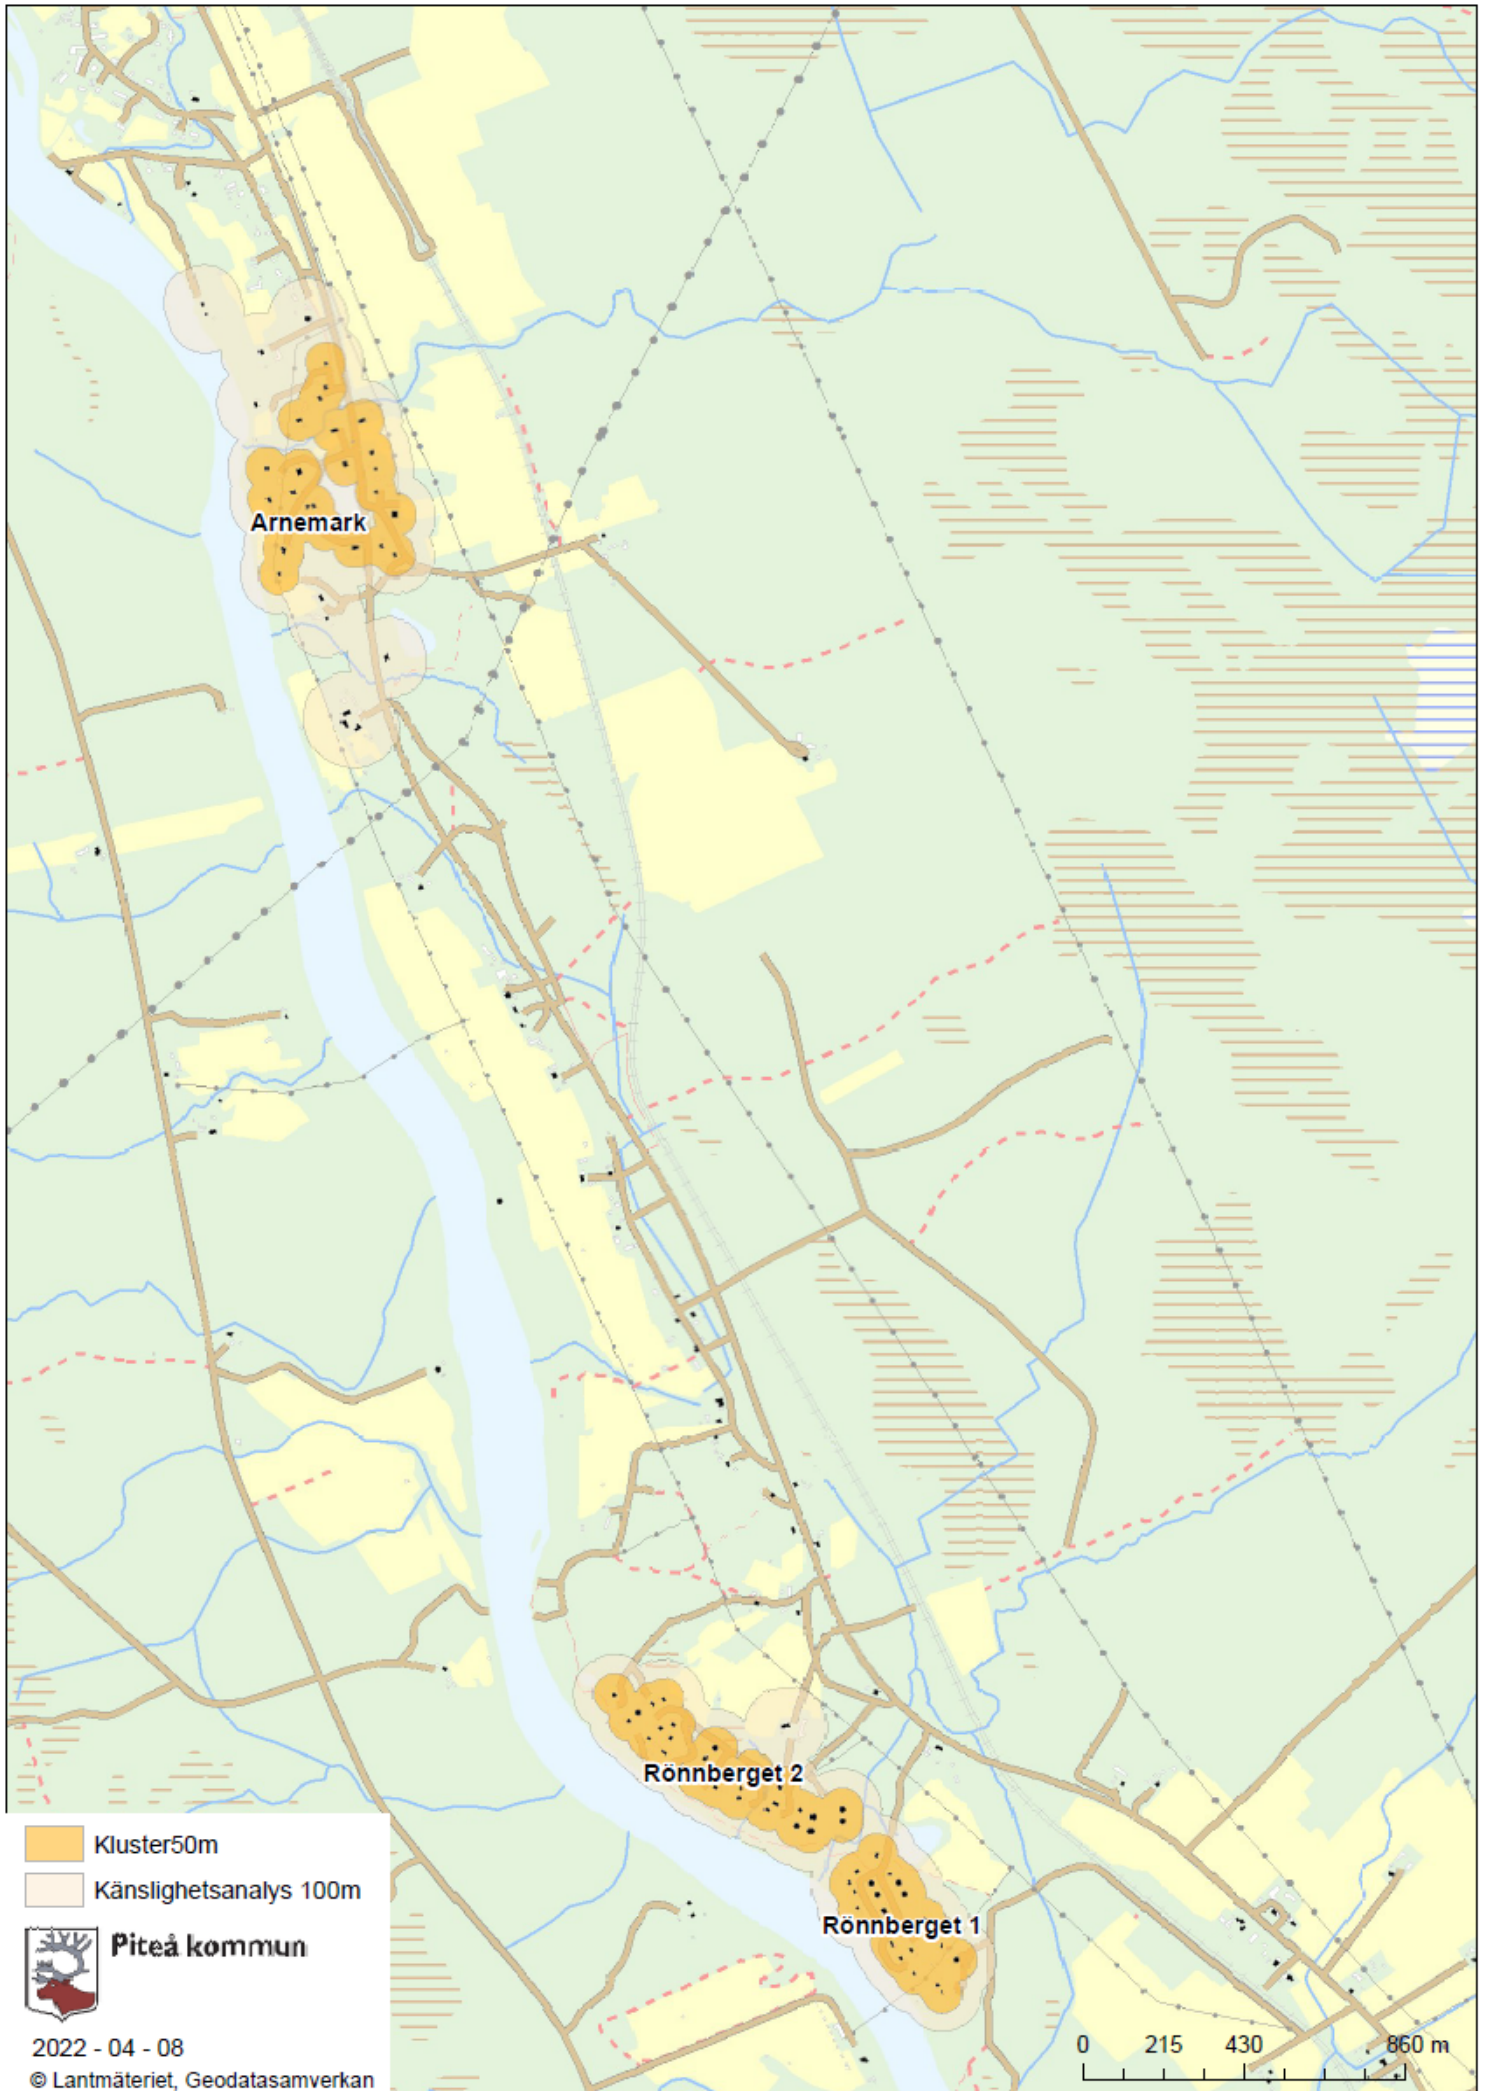 Arnemark
Rönnberget 2
Rönnberget 1
Kluster50m
Känslighetsanalys 100m
Piteå kommun
2022 - 04 - 08
© Lantmäteriet, Geodatasamverkan
0 215 430 860 m